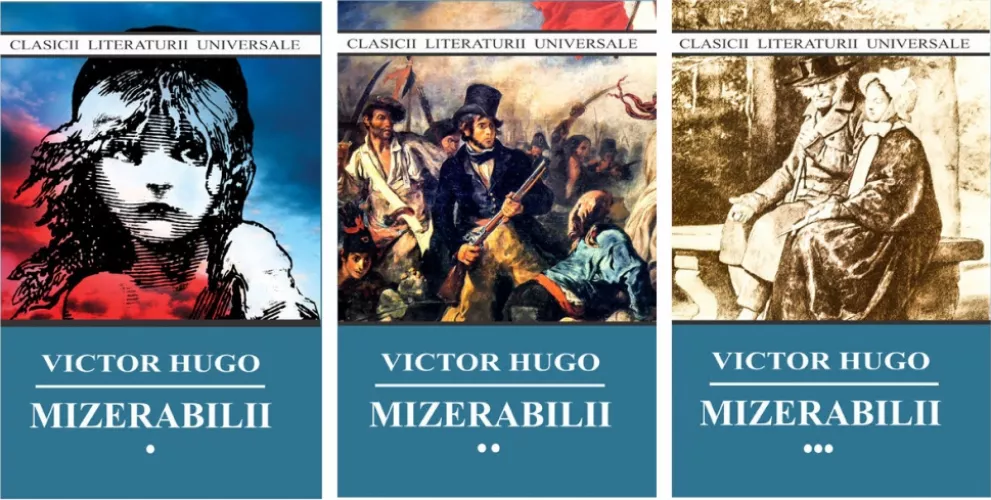 CLASICII LITERATURII UNIVERSALE
VICTOR HUGO
MIZERABILII
•
CLASICII LITERATURII UNIVERSALE
VICTOR HUGO
MIZERABILII
••
CLASICII LITERATURII UNIVERSALE
VICTOR HUGO
MIZERABILII
•••